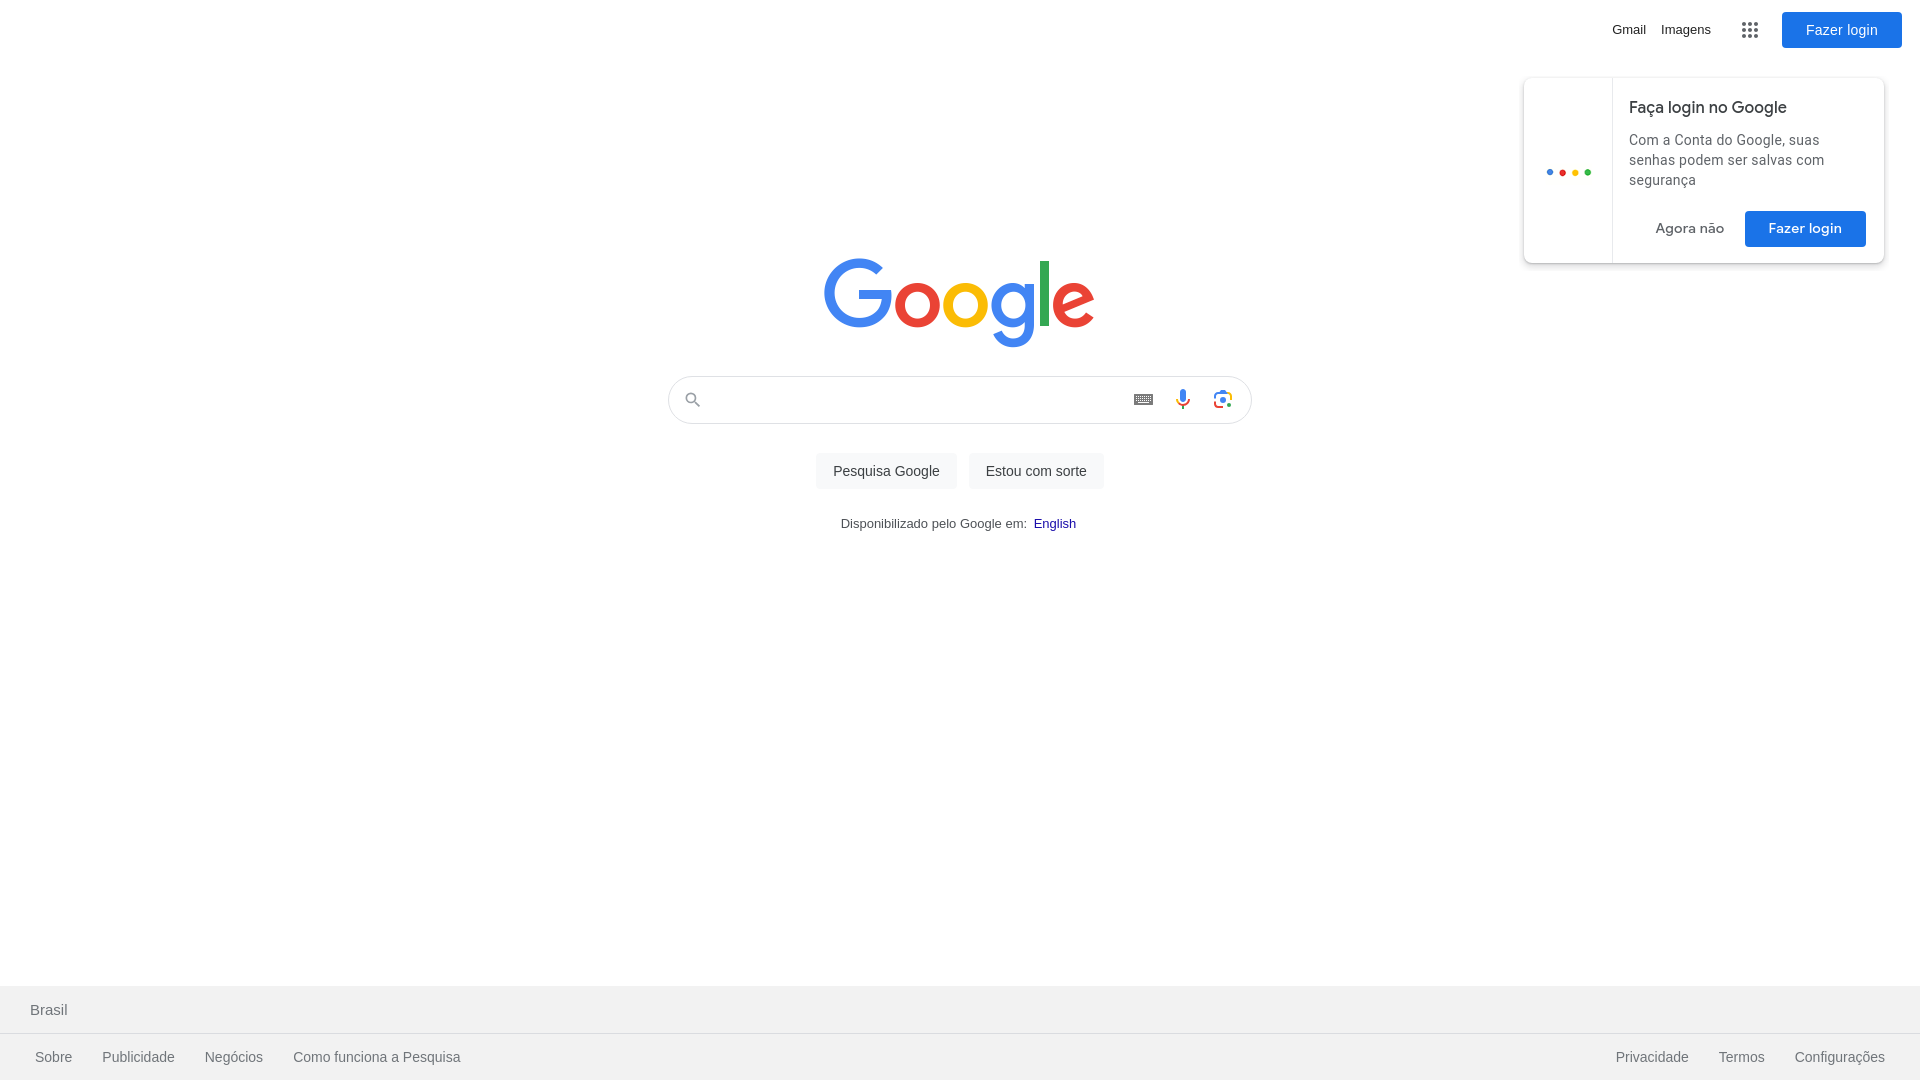 Gmail Imagens Fazer login
Faça login no Google
Com a Conta do Google, suas
senhas podem ser salvas com
segurança
Agora não Fazer login
Google
Pesquisa Google Estou com sorte
Disponibilizado pelo Google em: English
Brasil
Sobre Publicidade Negócios Como funciona a Pesquisa Privacidade Termos Configurações